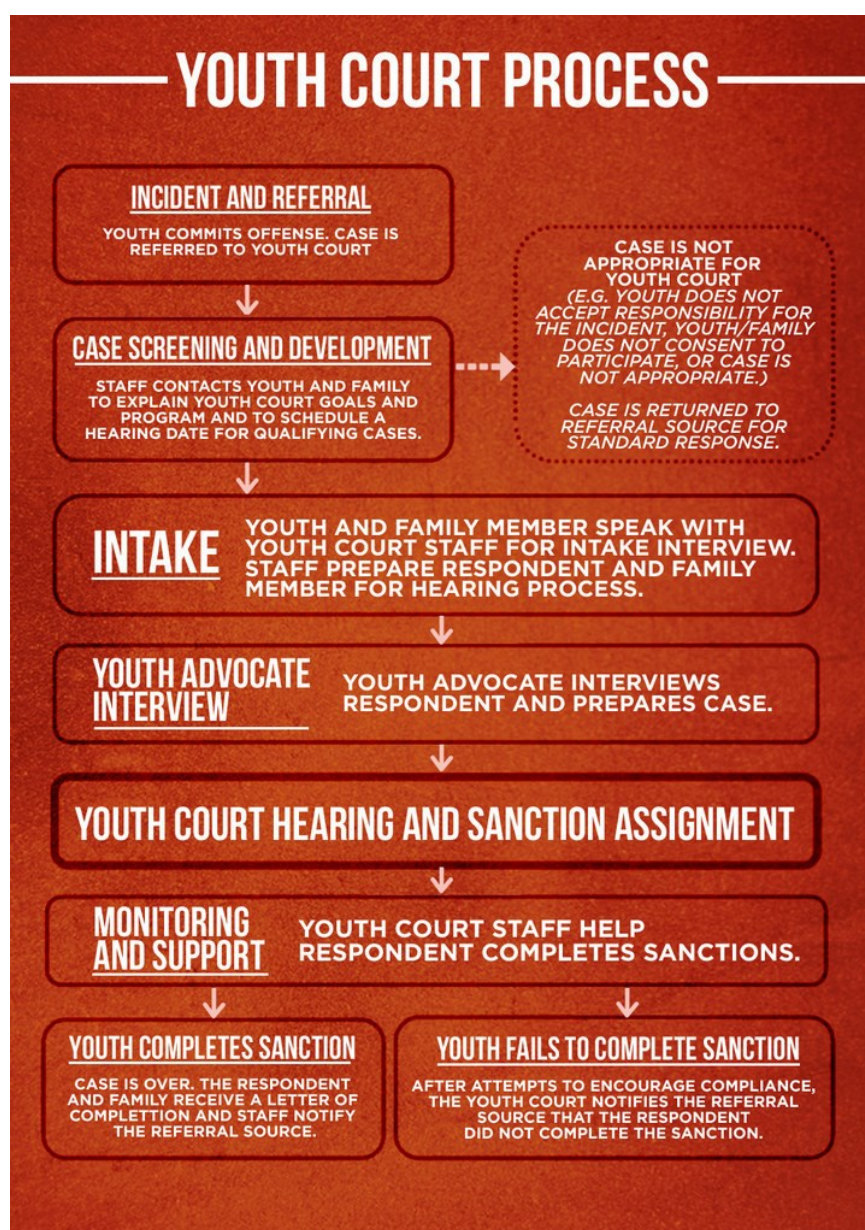 YOUTH COURT PROCESS
INCIDENT AND REFERRAL
YOUTH COMMITS OFFENSE. CASE IS
REFERRED TO YOUTH COURT
CASE SCREENING AND DEVELOPMENT
STAFF CONTACTS YOUTH AND FAMILY
TO EXPLAIN YOUTH COURT GOALS AND
PROGRAM AND TO SCHEDULE A
HEARING DATE FOR QUALIFYING CASES.
CASE IS NOT
APPROPRIATE FOR
YOUTH COURT
(E.G. YOUTH DOES NOT
ACCEPT RESPONSIBILITY FOR
THE INCIDENT, YOUTH/FAMILY
DOES NOT CONSENT TO
PARTICIPATE, OR CASE IS
NOT APPROPRIATE.)
CASE IS RETURNED TO
REFERRAL SOURCE FOR
STANDARD RESPONSE.
INTAKE
YOUTH AND FAMILY MEMBER SPEAK WITH
YOUTH COURT STAFF FOR INTAKE INTERVIEW.
STAFF PREPARE RESPONDENT AND FAMILY
MEMBER FOR HEARING PROCESS.
YOUTH ADVOCATE
INTERVIEW
YOUTH ADVOCATE INTERVIEWS
RESPONDENT AND PREPARES CASE.
YOUTH COURT HEARING AND SANCTION ASSIGNMENT
MONITORING
AND SUPPORT
YOUTH COURT STAFF HELP
RESPONDENT COMPLETES SANCTIONS.
YOUTH COMPLETES SANCTION
CASE IS OVER. THE RESPONDENT
AND FAMILY RECEIVE A LETTER OF
COMPLETTION AND STAFF NOTIFY
THE REFERRAL SOURCE.
YOUTH FAILS TO COMPLETE SANCTION
AFTER ATTEMPTS TO ENCOURAGE COMPLIANCE,
THE YOUTH COURT NOTIFIES THE REFERRAL
SOURCE THAT THE RESPONDENT
DID NOT COMPLETE THE SANCTION.